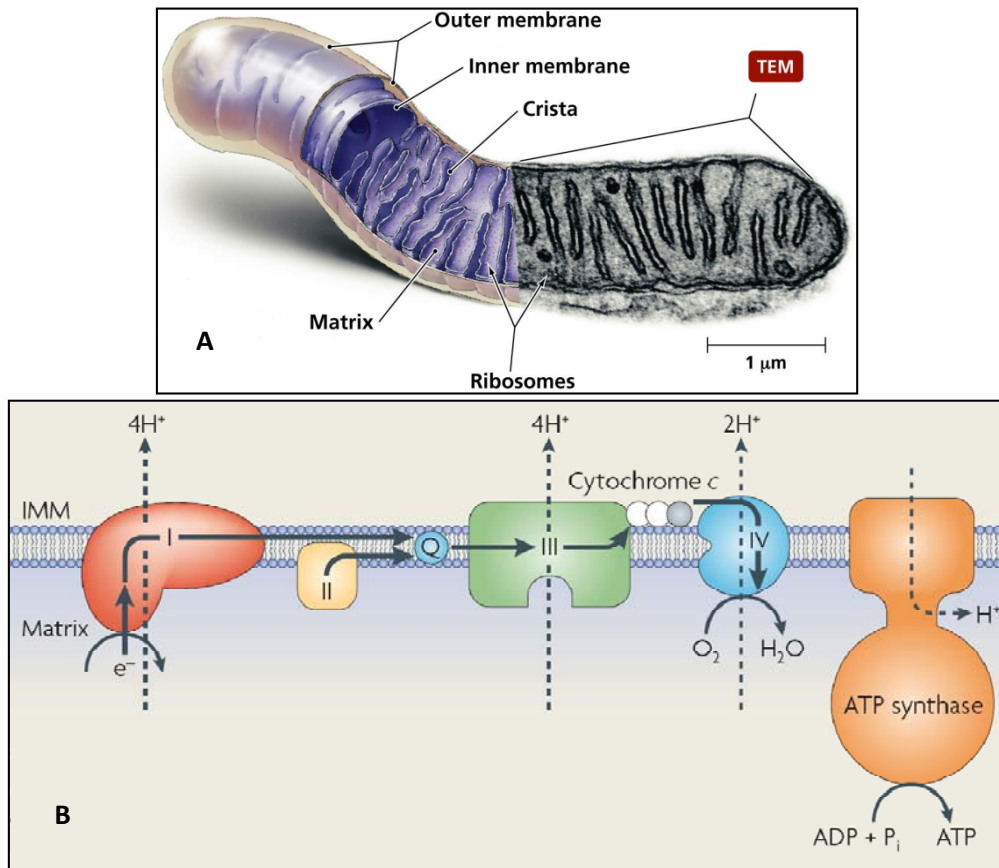 Outer membrane
Inner membrane
TEM
Crista
Matrix
A
Ribosomes
1 μm
4H⁺
4H⁺
2H⁺
Cytochrome c
IMM
I
Q
III
IV
II
Matrix
e⁻
O₂
H₂O
H⁺
ATP synthase
B
ADP + Pᵢ
ATP